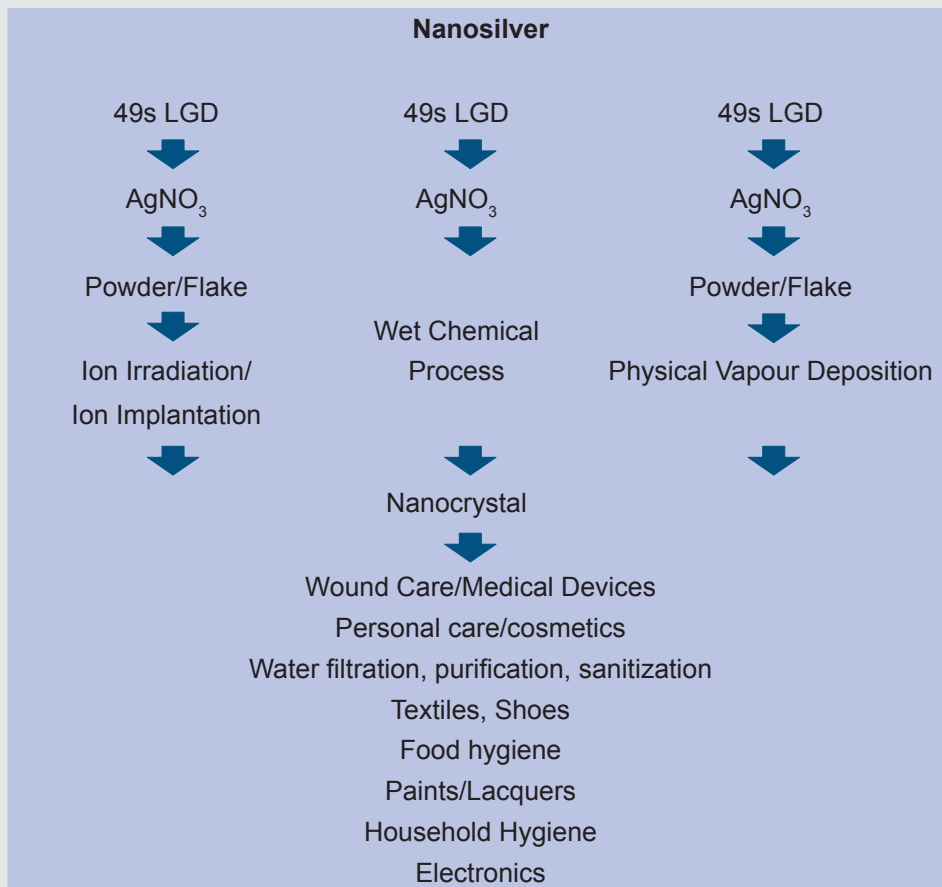 Nanosilver
49s LGD 49s LGD 49s LGD
AgNO₃ AgNO₃ AgNO₃
Powder/Flake Powder/Flake
Wet Chemical
Ion Irradiation/ Process Physical Vapour Deposition
Ion Implantation
Nanocrystal
Wound Care/Medical Devices
Personal care/cosmetics
Water filtration, purification, sanitization
Textiles, Shoes
Food hygiene
Paints/Lacquers
Household Hygiene
Electronics